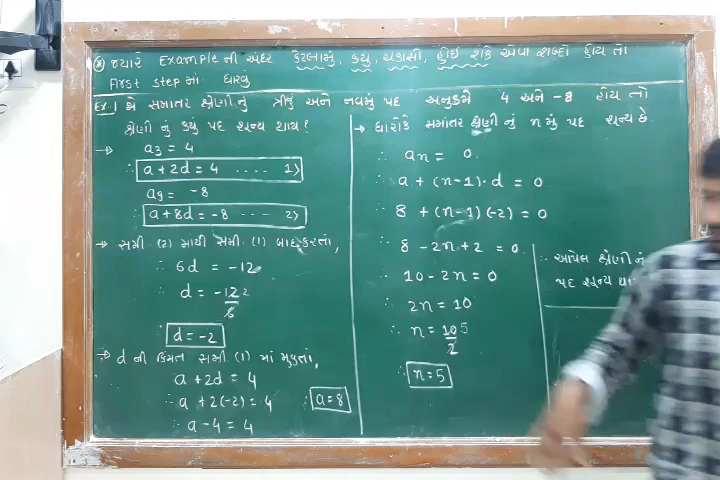 * જ્યારે Example ની અંદર કેટલામું, કયું, ચકાસો, હોઈ શકે એવા શબ્દો હોય તો
First step માં ધારવું
Ex.1 જો સમાંતર શ્રેણીનું ત્રીજું અને નવમું પદ અનુક્રમે 4 અને -8 હોય તો
શ્રેણી નું કયું પદ શૂન્ય થાય?
→ a3 = 4
∴ a + 2d = 4 .... 1)
a9 = -8
∴ a + 8d = -8 ... 2)
→ સમી. (2) માંથી સમી. (1) બાદ કરતાં,
∴ 6d = -12
∴ d = -12/6 2
d = -2
→ d ની કિંમત સમી (1) માં મુકતાં,
a + 2d = 4
∴ a + 2(-2) = 4
∴ a - 4 = 4
∴ a = 8
→ ધારોકે સમાંતર શ્રેણી નું n મું પદ શૂન્ય છે.
∴ an = 0.
∴ a + (n-1)·d = 0
∴ 8 + (n-1)(-2) = 0
∴ 8 - 2n + 2 = 0
∴ 10 - 2n = 0
∴ 2n = 10
∴ n = 10/2 5
∴ n = 5
∴ આપેલ શ્રેણી નું
પદ શૂન્ય